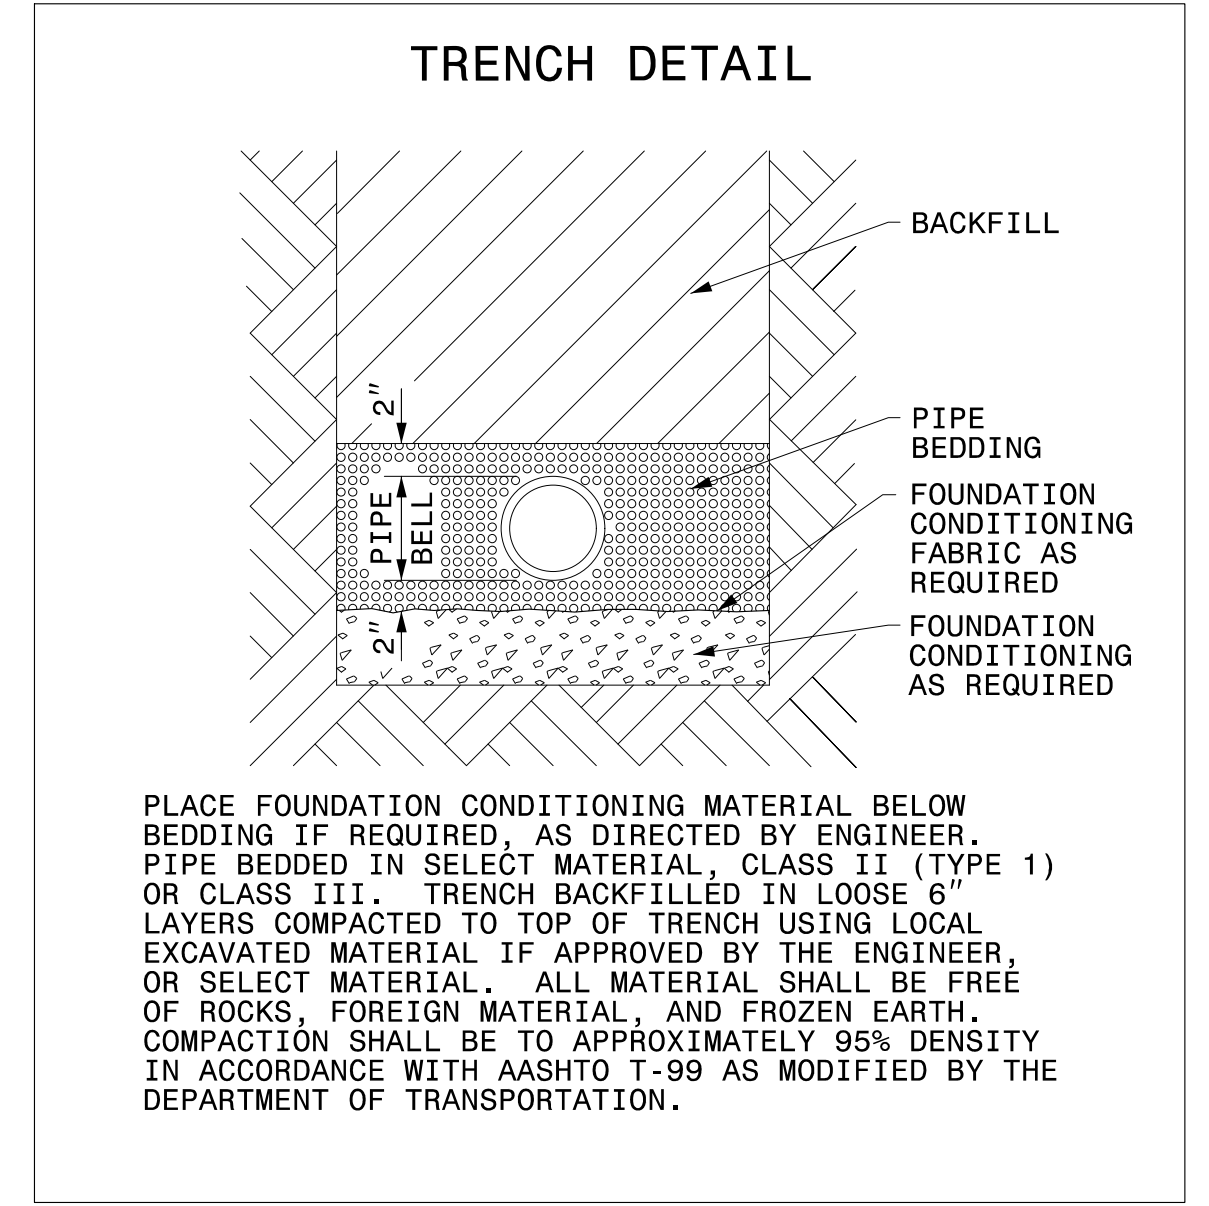 TRENCH DETAIL
BACKFILL
2"
PIPE
BEDDING
PIPE
BELL
FOUNDATION
CONDITIONING
FABRIC AS
REQUIRED
2"
FOUNDATION
CONDITIONING
AS REQUIRED
PLACE FOUNDATION CONDITIONING MATERIAL BELOW
BEDDING IF REQUIRED, AS DIRECTED BY ENGINEER.
PIPE BEDDED IN SELECT MATERIAL, CLASS II (TYPE 1)
OR CLASS III. TRENCH BACKFILLED IN LOOSE 6"
LAYERS COMPACTED TO TOP OF TRENCH USING LOCAL
EXCAVATED MATERIAL IF APPROVED BY THE ENGINEER,
OR SELECT MATERIAL. ALL MATERIAL SHALL BE FREE
OF ROCKS, FOREIGN MATERIAL, AND FROZEN EARTH.
COMPACTION SHALL BE TO APPROXIMATELY 95% DENSITY
IN ACCORDANCE WITH AASHTO T-99 AS MODIFIED BY THE
DEPARTMENT OF TRANSPORTATION.